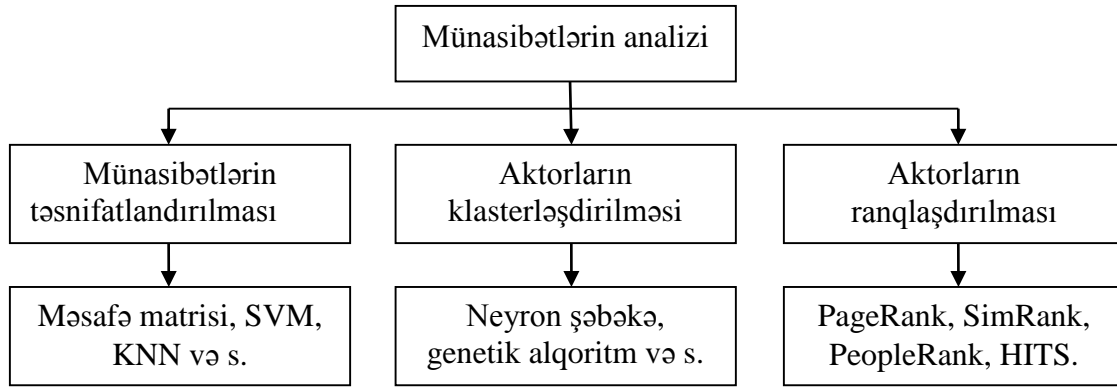 Münasibətlərin analizi
Münasibətlərin
təsnifatlandırılması
Aktorların
klasterləşdirilməsi
Aktorların
ranqlaşdırılması
Məsafə matrisi, SVM,
KNN və s.
Neyron şəbəkə,
genetik alqoritm və s.
PageRank, SimRank,
PeopleRank, HITS.